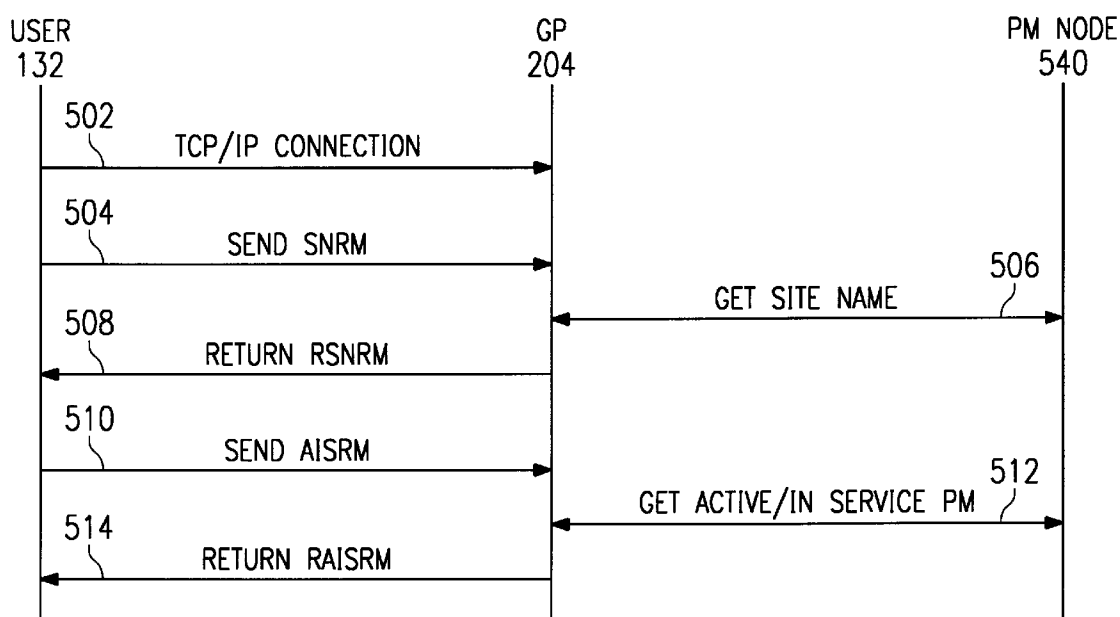 USER
132
GP
204
PM NODE
540
502
TCP/IP CONNECTION
504
SEND SNRM
506
GET SITE NAME
508
RETURN RSNRM
510
SEND AISRM
512
GET ACTIVE/IN SERVICE PM
514
RETURN RAISRM